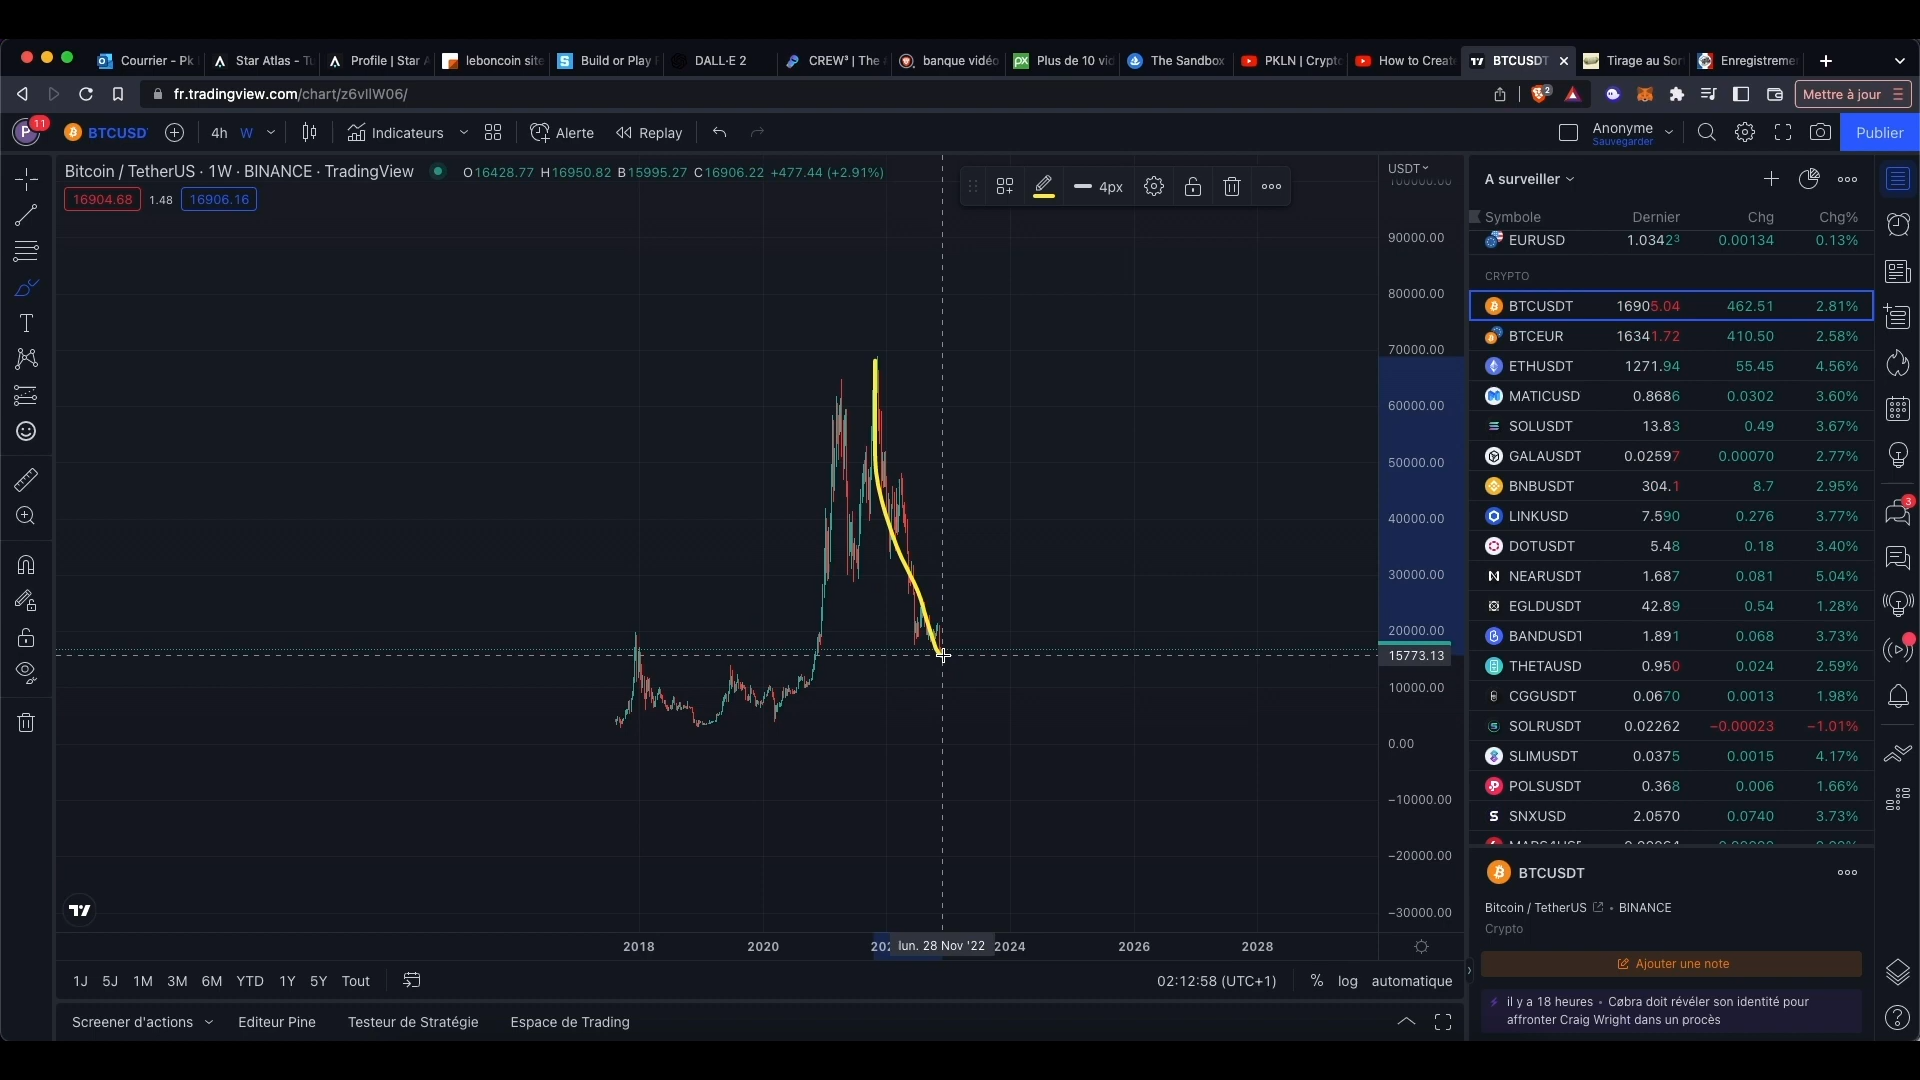 Courrier - Pk
Star Atlas - Tu
Profile | Star A
leboncoin site
Build or Play
DALL·E 2
CREW³ | The
banque vidéo
Plus de 10 vid
The Sandbox
PKLN | Crypto
How to Create
BTCUSDT
Tirage au Sor
Enregistremen
fr.tradingview.com/chart/z6vIlW06/
2
Mettre à jour
P 11
BTCUSD
4h W
Indicateurs
Alerte
Replay
Anonyme
Sauvegarder
Publier
Bitcoin / TetherUS · 1W · BINANCE · TradingView
O16428.77 H16950.82 B15995.27 C16906.22 +477.44 (+2.91%)
16904.68 1.48 16906.16
4px
USDT
100000.00
90000.00
80000.00
70000.00
60000.00
50000.00
40000.00
30000.00
20000.00
15773.13
10000.00
0.00
−10000.00
−20000.00
−30000.00
2018 2020 202 lun. 28 Nov '22 2024 2026 2028
1J 5J 1M 3M 6M YTD 1Y 5Y Tout
02:12:58 (UTC+1) % log automatique
Screener d'actions Editeur Pine Testeur de Stratégie Espace de Trading
A surveiller
Symbole Dernier Chg Chg%
EURUSD 1.03423 0.00134 0.13%
CRYPTO
BTCUSDT 16905.04 462.51 2.81%
BTCEUR 16341.72 410.50 2.58%
ETHUSDT 1271.94 55.45 4.56%
MATICUSD 0.8686 0.0302 3.60%
SOLUSDT 13.83 0.49 3.67%
GALAUSDT 0.02597 0.00070 2.77%
BNBUSDT 304.1 8.7 2.95%
LINKUSD 7.590 0.276 3.77%
DOTUSDT 5.48 0.18 3.40%
NEARUSDT 1.687 0.081 5.04%
EGLDUSDT 42.89 0.54 1.28%
BANDUSDT 1.891 0.068 3.73%
THETAUSD 0.950 0.024 2.59%
CGGUSDT 0.0670 0.0013 1.98%
SOLRUSDT 0.02262 −0.00023 −1.01%
SLIMUSDT 0.0375 0.0015 4.17%
POLSUSDT 0.368 0.006 1.66%
SNXUSD 2.0570 0.0740 3.73%
3
BTCUSDT
Bitcoin / TetherUS • BINANCE
Crypto
Ajouter une note
il y a 18 heures • Cøbra doit révéler son identité pour
affronter Craig Wright dans un procès